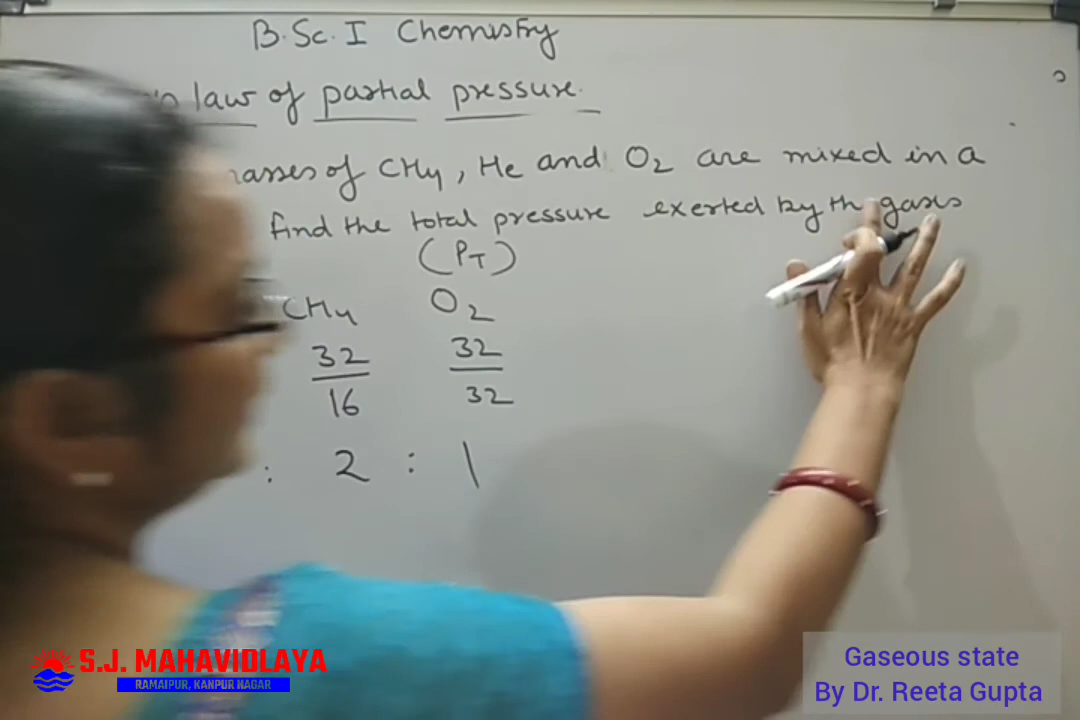 B.Sc. I Chemistry
law of partial pressure.
masses of CH4, He and O2 are mixed in a
find the total pressure exerted by th gases
(PT)
CH4 O2
32 32
16 32
: 2 : 1
S.J. MAHAVIDLAYA
RAMAIPUR, KANPUR NAGAR
Gaseous state
By Dr. Reeta Gupta